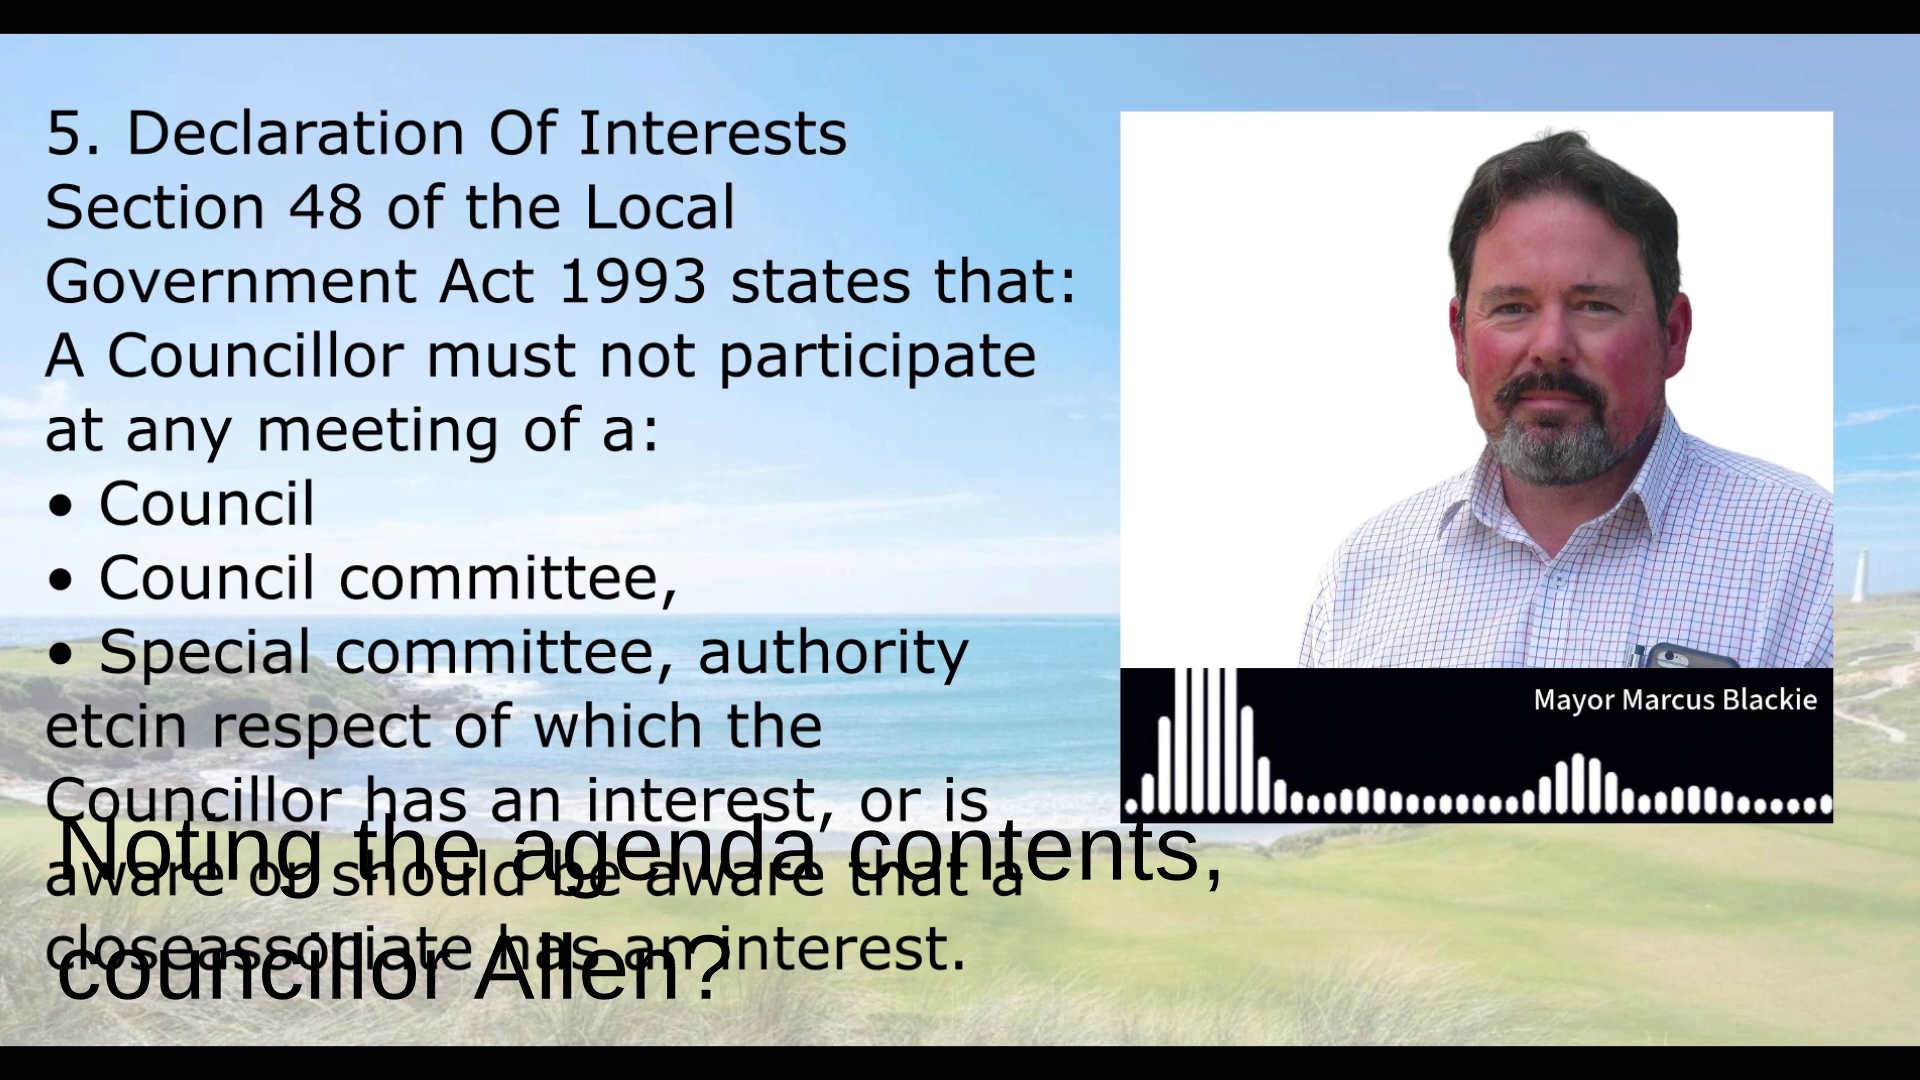 5. Declaration Of Interests
Section 48 of the Local
Government Act 1993 states that:
A Councillor must not participate
at any meeting of a:
• Council
• Council committee,
• Special committee, authority
etcin respect of which the
Councillor has an interest, or is
aware or should be aware that a
closeassociate has an interest.
Mayor Marcus Blackie
Noting the agenda contents,
councillor Allen?